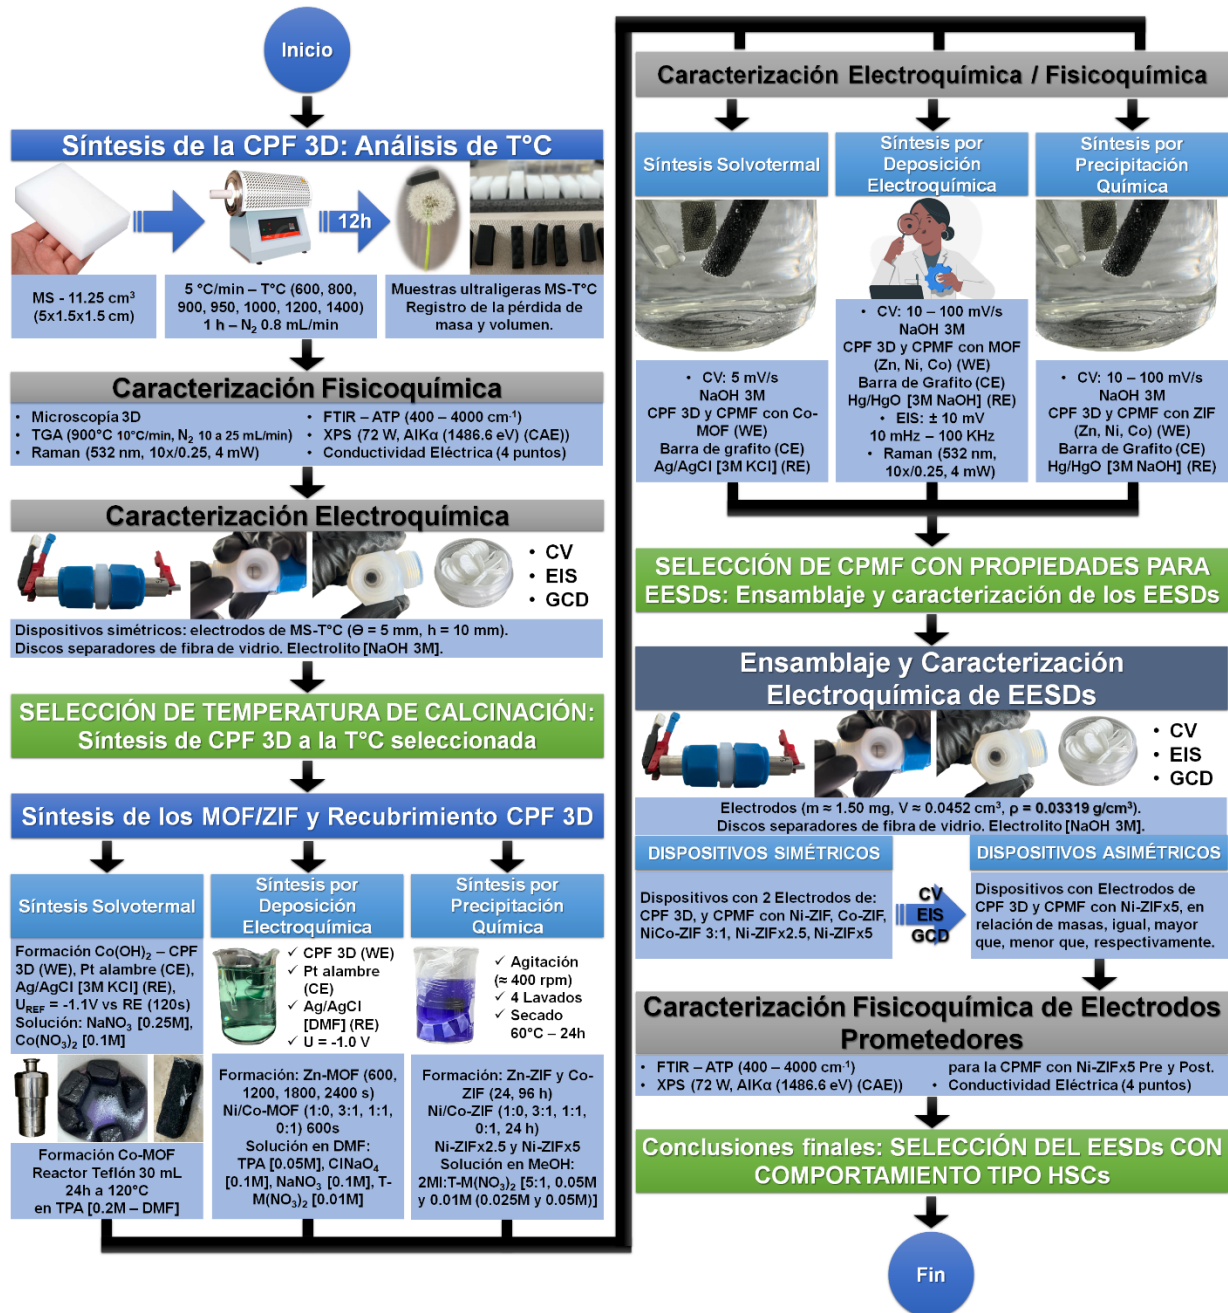 Inicio
Síntesis de la CPF 3D: Análisis de T°C
12h
MS - 11.25 cm³
(5x1.5x1.5 cm)
5 °C/min – T°C (600, 800,
900, 950, 1000, 1200, 1400)
1 h – N₂ 0.8 mL/min
Muestras ultraligeras MS-T°C
Registro de la pérdida de
masa y volumen.
Caracterización Fisicoquímica
• Microscopía 3D
• TGA (900°C 10°C/min, N₂ 10 a 25 mL/min)
• Raman (532 nm, 10x/0.25, 4 mW)
• FTIR – ATP (400 – 4000 cm⁻¹)
• XPS (72 W, AlKα (1486.6 eV) (CAE))
• Conductividad Eléctrica (4 puntos)
Caracterización Electroquímica
• CV
• EIS
• GCD
Dispositivos simétricos: electrodos de MS-T°C (Ɵ = 5 mm, h = 10 mm).
Discos separadores de fibra de vidrio. Electrolito [NaOH 3M].
SELECCIÓN DE TEMPERATURA DE CALCINACIÓN:
Síntesis de CPF 3D a la T°C seleccionada
Síntesis de los MOF/ZIF y Recubrimiento CPF 3D
Síntesis Solvotermal
Formación Co(OH)₂ – CPF
3D (WE), Pt alambre (CE),
Ag/AgCl [3M KCl] (RE),
U_REF = -1.1V vs RE (120s)
Solución: NaNO₃ [0.25M],
Co(NO₃)₂ [0.1M]
Formación Co-MOF
Reactor Teflón 30 mL
24h a 120°C
en TPA [0.2M – DMF]
Síntesis por
Deposición
Electroquímica
✓ CPF 3D (WE)
✓ Pt alambre
(CE)
✓ Ag/AgCl
[DMF] (RE)
✓ U = -1.0 V
Formación: Zn-MOF (600,
1200, 1800, 2400 s)
Ni/Co-MOF (1:0, 3:1, 1:1,
0:1) 600s
Solución en DMF:
TPA [0.05M], ClNaO₄
[0.1M], NaNO₃ [0.1M], T-
M(NO₃)₂ [0.01M]
Síntesis por
Precipitación
Química
✓ Agitación
(≈ 400 rpm)
✓ 4 Lavados
✓ Secado
60°C – 24h
Formación: Zn-ZIF y Co-
ZIF (24, 96 h)
Ni/Co-ZIF (1:0, 3:1, 1:1,
0:1, 24 h)
Ni-ZIFx2.5 y Ni-ZIFx5
Solución en MeOH:
2MI:T-M(NO₃)₂ [5:1, 0.05M
y 0.01M (0.025M y 0.05M)]
Caracterización Electroquímica / Fisicoquímica
Síntesis Solvotermal
• CV: 5 mV/s
NaOH 3M
CPF 3D y CPMF con Co-
MOF (WE)
Barra de grafito (CE)
Ag/AgCl [3M KCl] (RE)
Síntesis por
Deposición
Electroquímica
• CV: 10 – 100 mV/s
NaOH 3M
CPF 3D y CPMF con MOF
(Zn, Ni, Co) (WE)
Barra de Grafito (CE)
Hg/HgO [3M NaOH] (RE)
• EIS: ± 10 mV
10 mHz – 100 KHz
• Raman (532 nm,
10x/0.25, 4 mW)
Síntesis por
Precipitación
Química
• CV: 10 – 100 mV/s
NaOH 3M
CPF 3D y CPMF con ZIF
(Zn, Ni, Co) (WE)
Barra de Grafito (CE)
Hg/HgO [3M NaOH] (RE)
SELECCIÓN DE CPMF CON PROPIEDADES PARA
EESDs: Ensamblaje y caracterización de los EESDs
Ensamblaje y Caracterización
Electroquímica de EESDs
• CV
• EIS
• GCD
Electrodos (m ≈ 1.50 mg, V ≈ 0.0452 cm³, ρ = 0.03319 g/cm³).
Discos separadores de fibra de vidrio. Electrolito [NaOH 3M].
DISPOSITIVOS SIMÉTRICOS
Dispositivos con 2 Electrodos de:
CPF 3D, y CPMF con Ni-ZIF, Co-ZIF,
NiCo-ZIF 3:1, Ni-ZIFx2.5, Ni-ZIFx5
CV
EIS
GCD
DISPOSITIVOS ASIMÉTRICOS
Dispositivos con Electrodos de
CPF 3D y CPMF con Ni-ZIFx5, en
relación de masas, igual, mayor
que, menor que, respectivamente.
Caracterización Fisicoquímica de Electrodos
Prometedores
• FTIR – ATP (400 – 4000 cm⁻¹)
• XPS (72 W, AlKα (1486.6 eV) (CAE))
para la CPMF con Ni-ZIFx5 Pre y Post.
• Conductividad Eléctrica (4 puntos)
Conclusiones finales: SELECCIÓN DEL EESDs CON
COMPORTAMIENTO TIPO HSCs
Fin